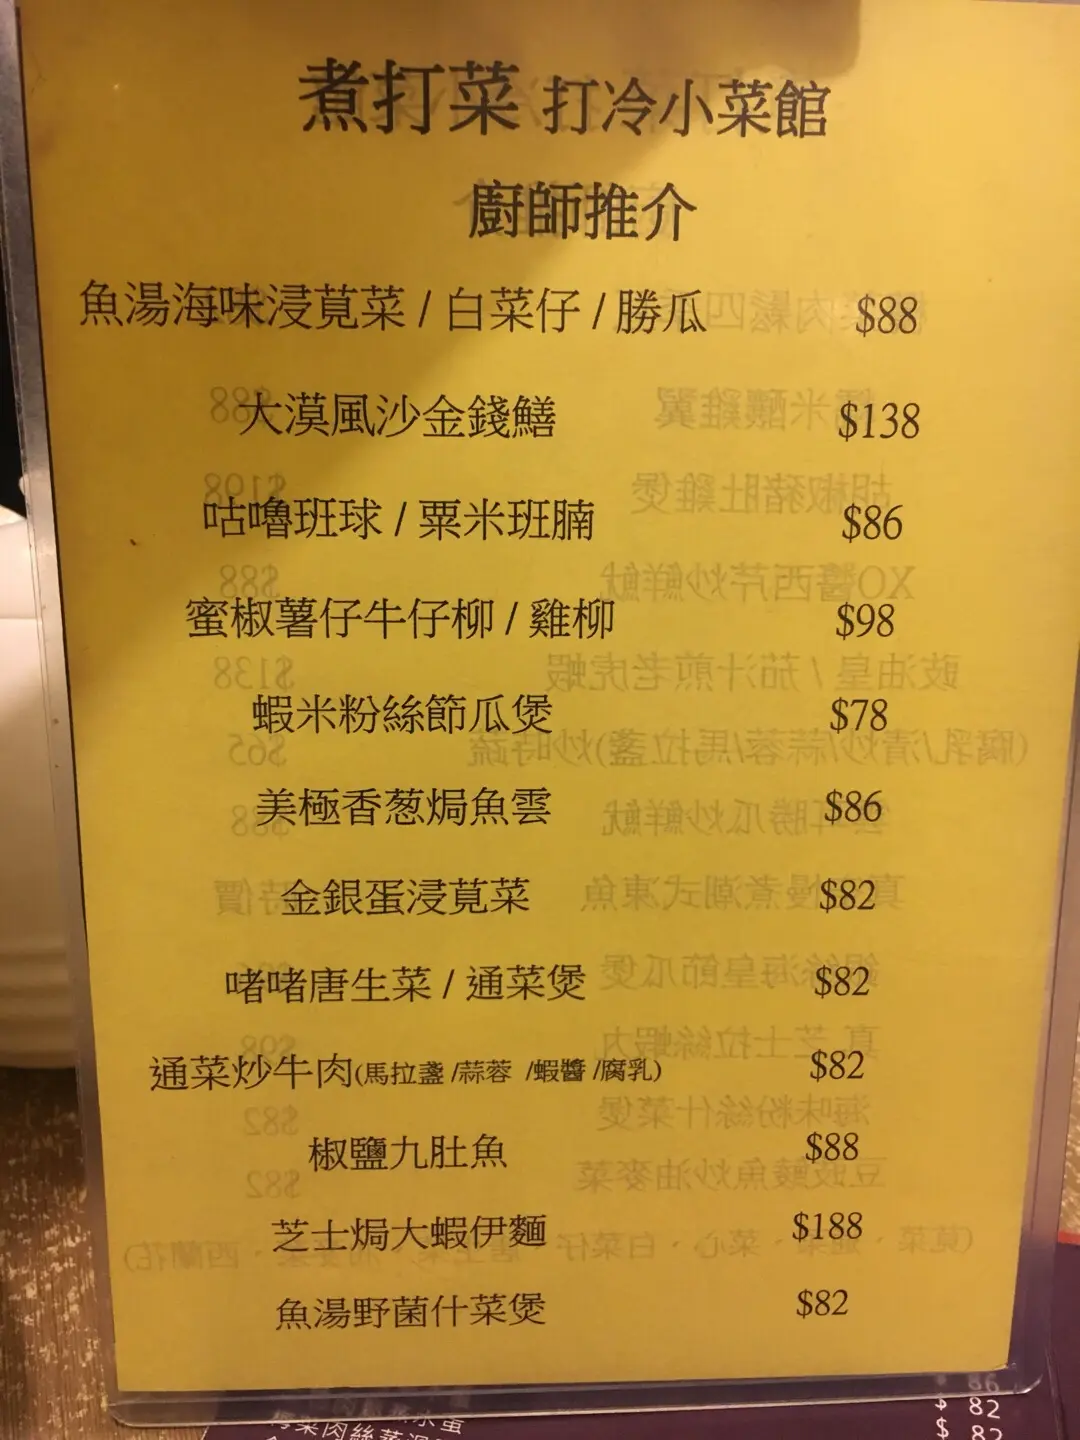 煮打菜 打冷小菜館
廚師推介
魚湯海味浸莧菜 / 白菜仔 / 勝瓜 $88
大漠風沙金錢鱔 $138
咕嚕班球 / 粟米班腩 $86
蜜椒薯仔牛仔柳 / 雞柳 $98
蝦米粉絲節瓜煲 $78
美極香葱焗魚雲 $86
金銀蛋浸莧菜 $82
啫啫唐生菜 / 通菜煲 $82
通菜炒牛肉(馬拉盞 /蒜蓉 /蝦醬 /腐乳) $82
椒鹽九肚魚 $88
芝士焗大蝦伊麵 $188
魚湯野菌什菜煲 $82
86
$ 82
$ 82